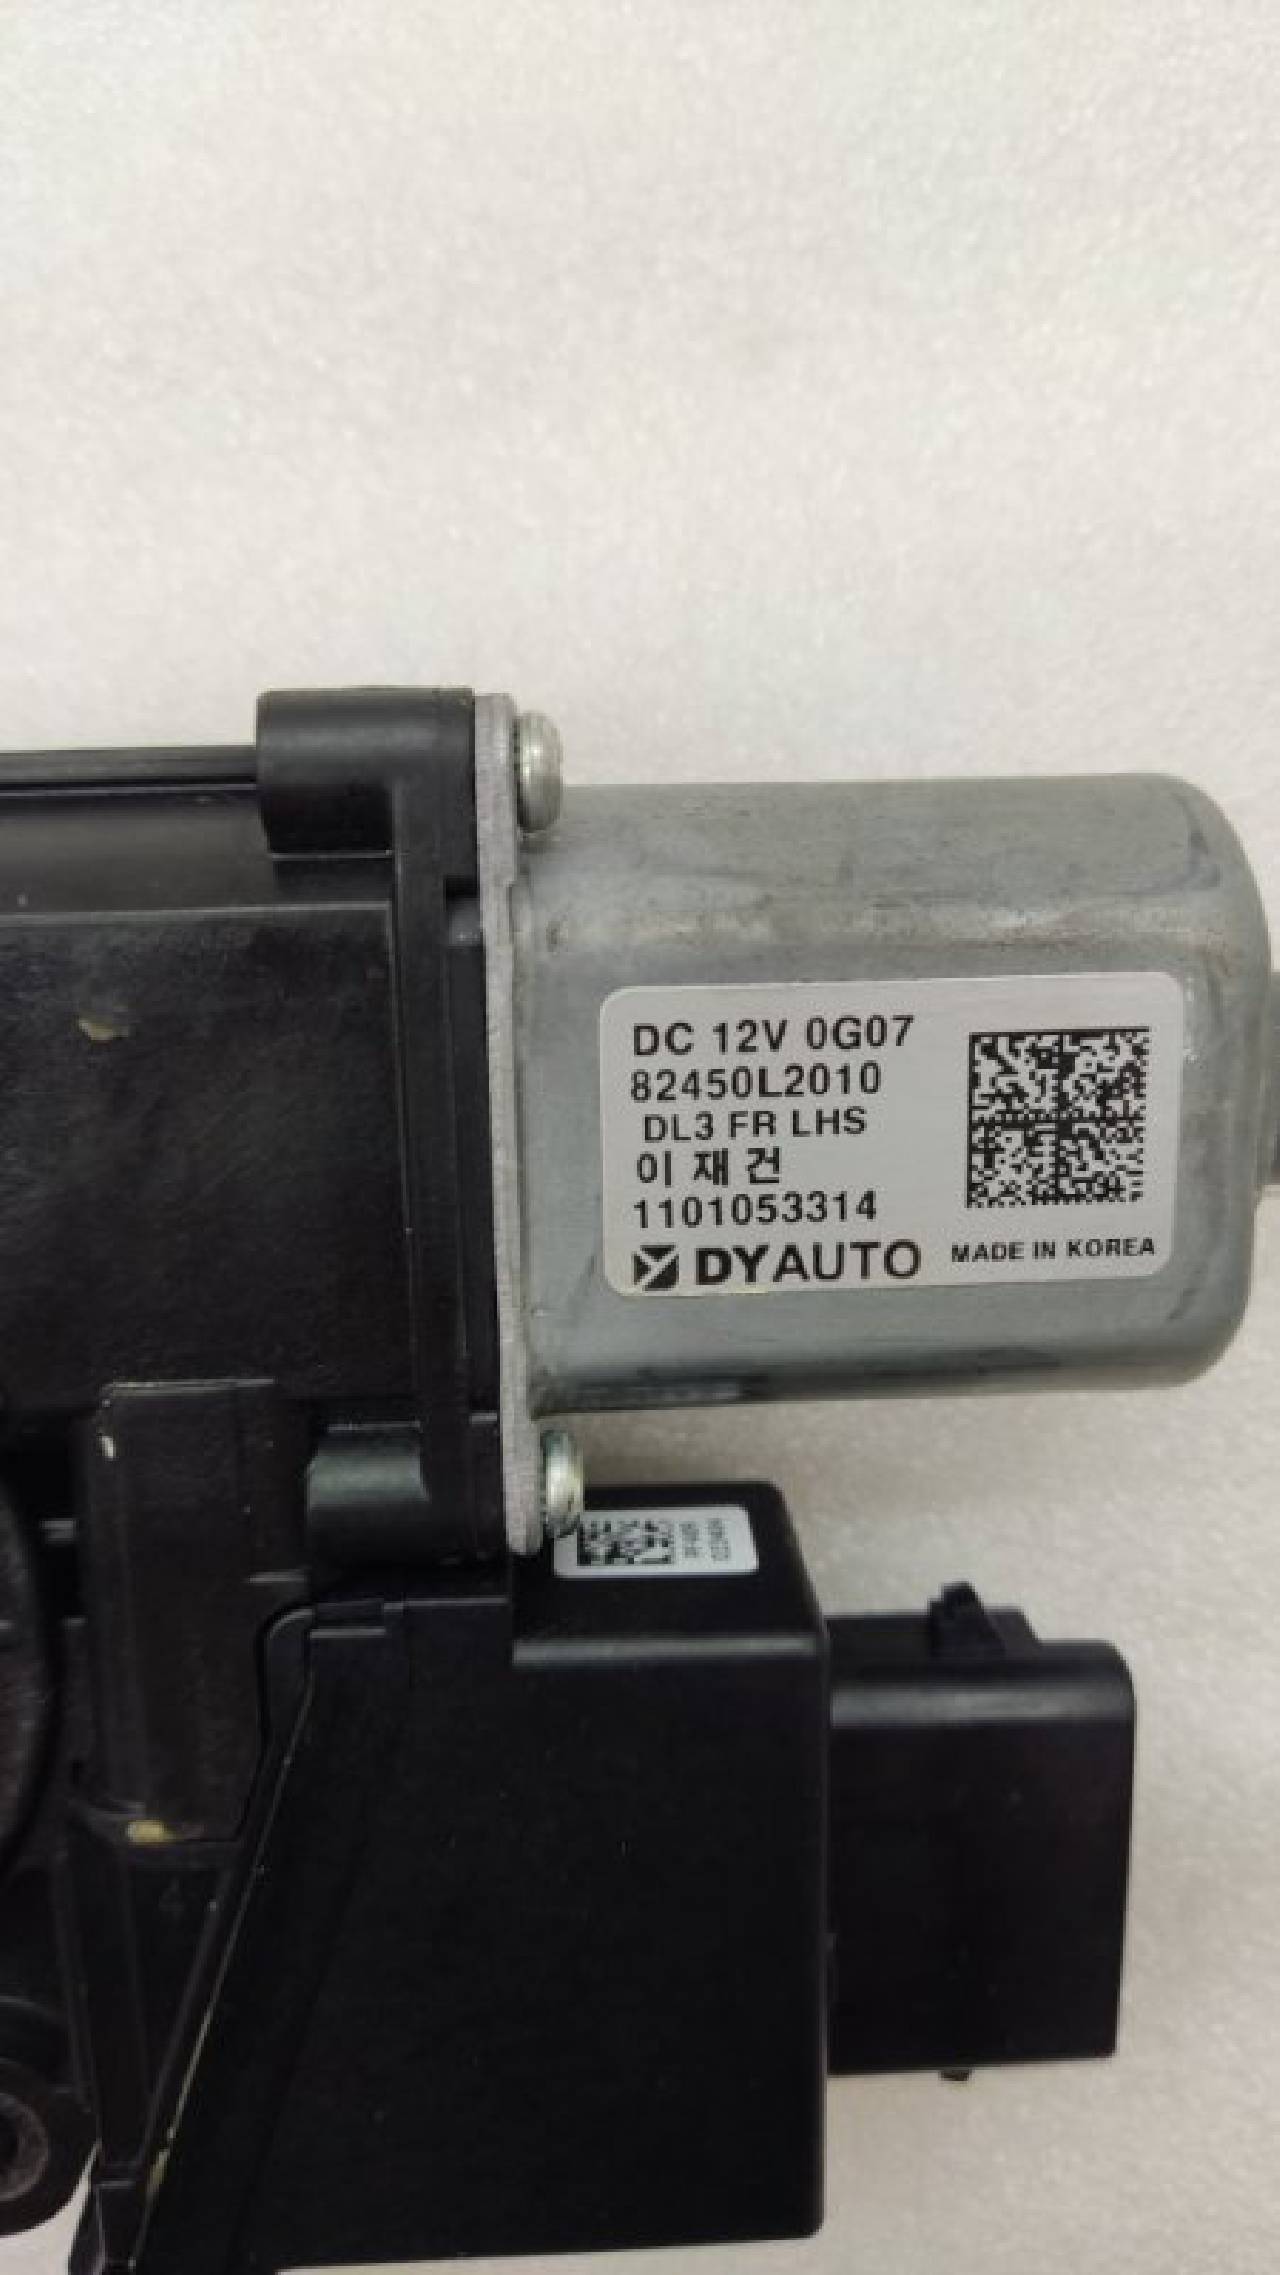 DC 12V 0G07
82450L2010
DL3 FR LHS
이재건
1101053314
DYAUTO
MADE IN KOREA